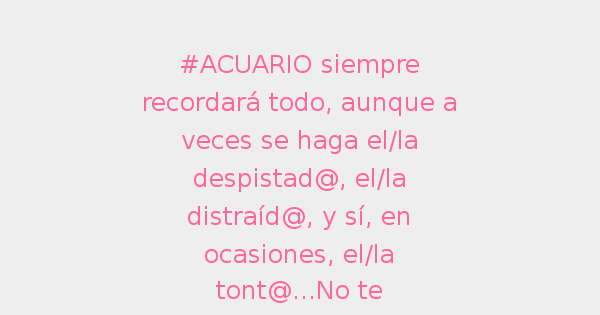 #ACUARIO siempre
recordará todo, aunque a
veces se haga el/la
despistad@, el/la
distraíd@, y sí, en
ocasiones, el/la
tont@...No te